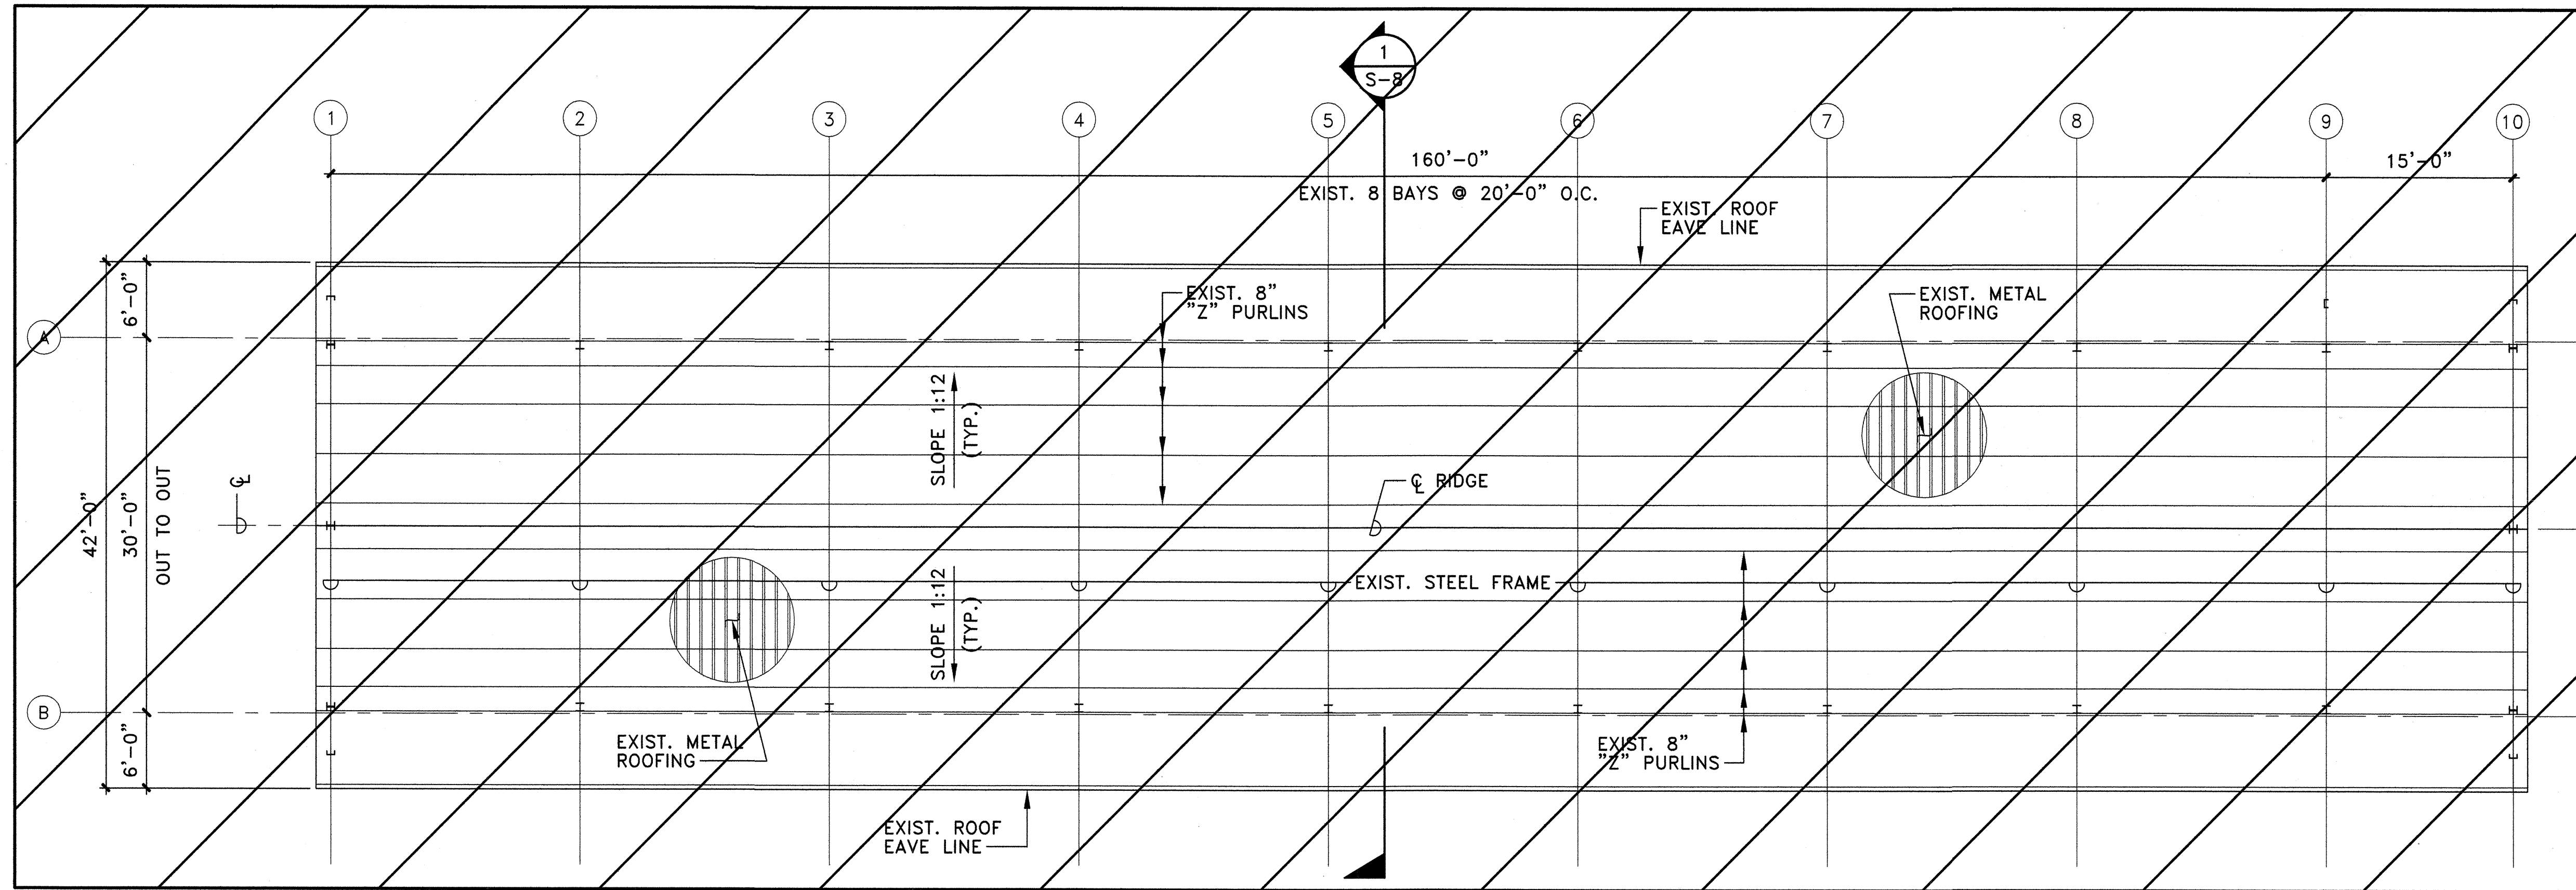 1
S-8
1
2
3
4
5
6
7
8
9
10
160'-0"
15'-0"
EXIST. 8 BAYS @ 20'-0" O.C.
EXIST. ROOF
EAVE LINE
6'-0"
EXIST. 8"
"Z" PURLINS
EXIST. METAL
ROOFING
A
SLOPE 1:12
(TYP.)
42'-0"
30'-0"
OUT TO OUT
CL
CL RIDGE
EXIST. STEEL FRAME
SLOPE 1:12
(TYP.)
B
6'-0"
EXIST. METAL
ROOFING
EXIST. 8"
"Z" PURLINS
EXIST. ROOF
EAVE LINE